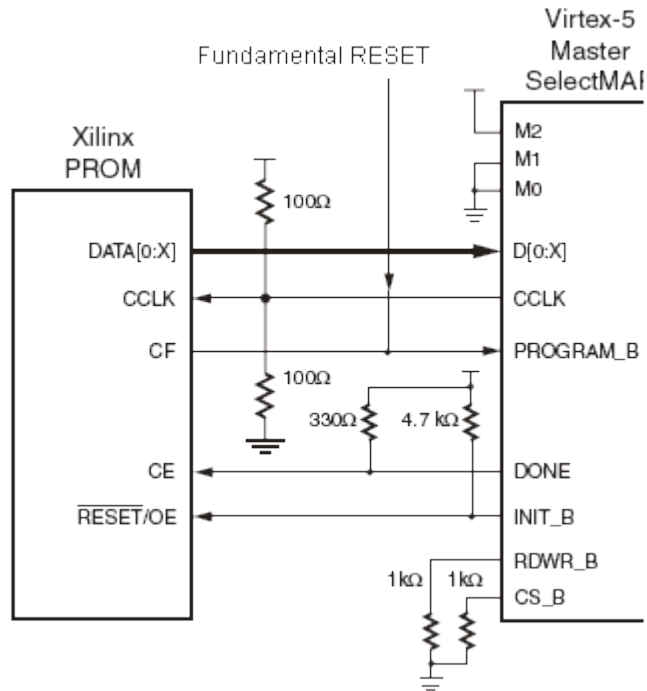 Virtex-5
Master
SelectMAP
Fundamental RESET
Xilinx
PROM
M2
M1
M0
100Ω
DATA[0:X]
D[0:X]
CCLK
CCLK
CF
PROGRAM_B
100Ω
330Ω
4.7 kΩ
CE
DONE
RESET/OE
INIT_B
RDWR_B
1kΩ
1kΩ
CS_B